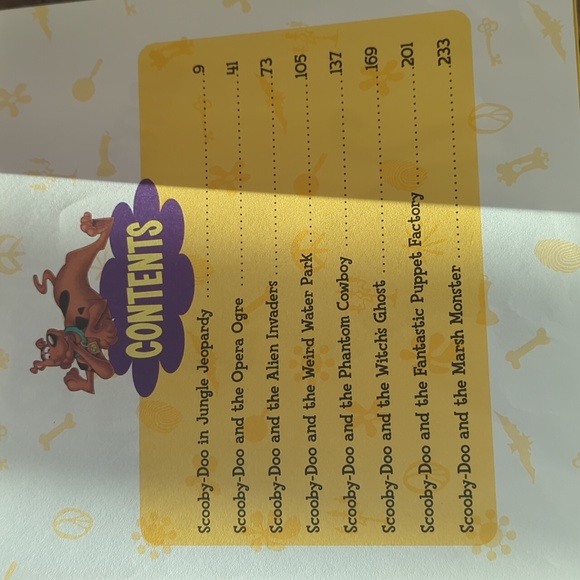 CONTENTS
Scooby-Doo in Jungle Jeopardy 9
Scooby-Doo and the Opera Ogre 41
Scooby-Doo and the Alien Invaders 73
Scooby-Doo and the Weird Water Park 105
Scooby-Doo and the Phantom Cowboy 137
Scooby-Doo and the Witch's Ghost 169
Scooby-Doo and the Fantastic Puppet Factory 201
Scooby-Doo and the Marsh Monster 233